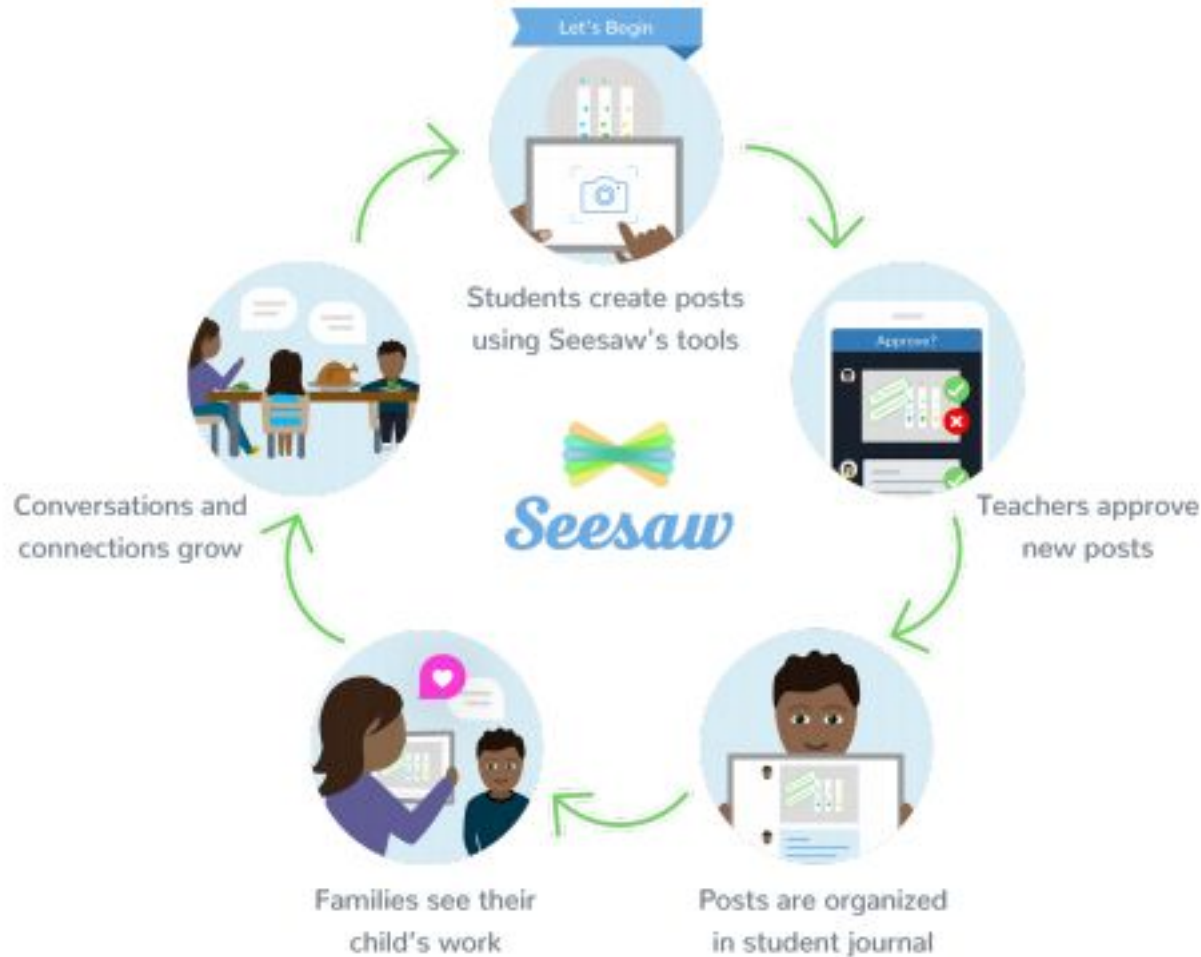 Let's Begin
Students create posts
using Seesaw's tools
Approve?
Teachers approve
new posts
Posts are organized
in student journal
Families see their
child's work
Conversations and
connections grow
Seesaw